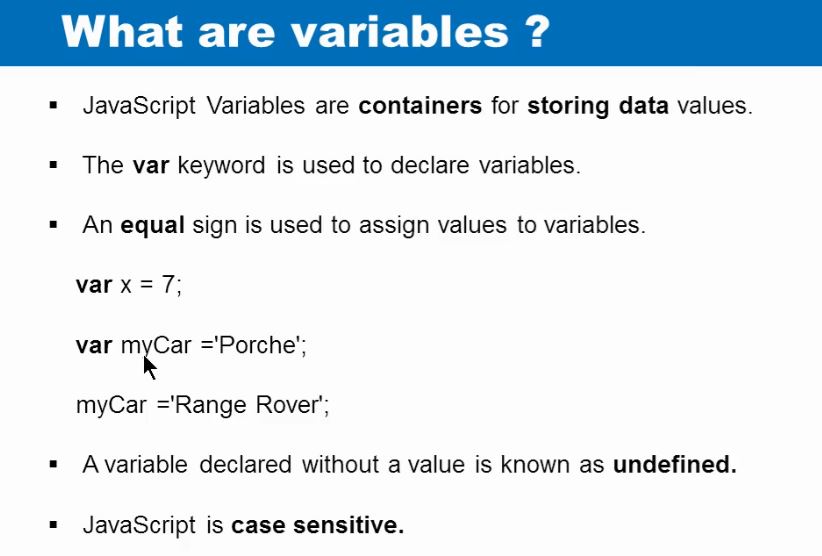 What are variables ?
▪ JavaScript Variables are containers for storing data values.
▪ The var keyword is used to declare variables.
▪ An equal sign is used to assign values to variables.
var x = 7;
var myCar ='Porche';
myCar ='Range Rover';
▪ A variable declared without a value is known as undefined.
▪ JavaScript is case sensitive.